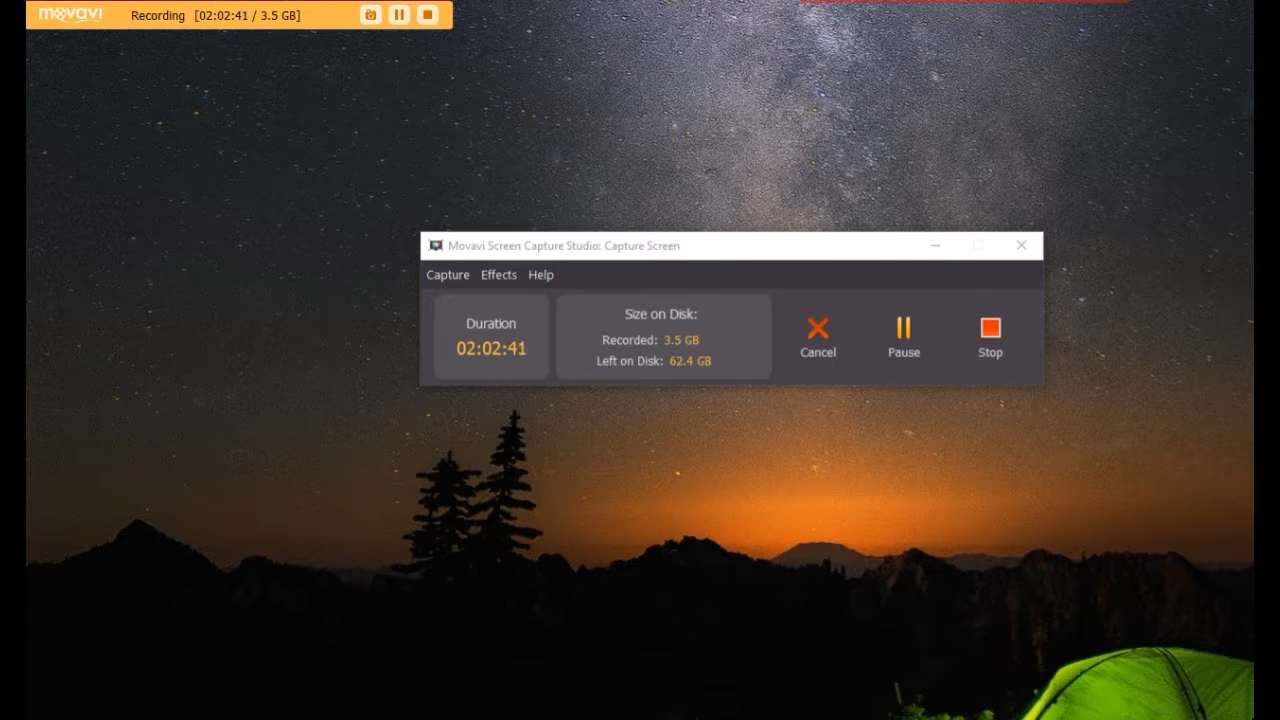 movavi Recording [02:02:41 / 3.5 GB]
Movavi Screen Capture Studio: Capture Screen
Capture Effects Help
Duration
02:02:41
Size on Disk:
Recorded: 3.5 GB
Left on Disk: 62.4 GB
Cancel
Pause
Stop